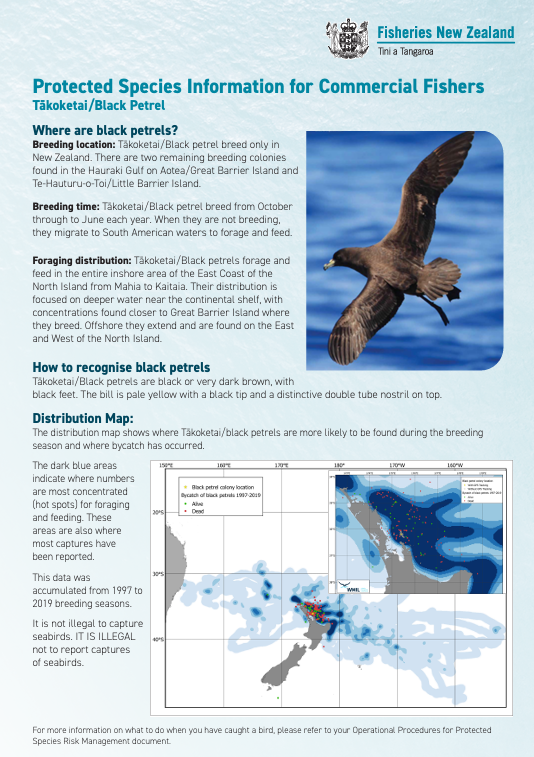 Fisheries New Zealand
Tini a Tangaroa
Protected Species Information for Commercial Fishers
Tākoketai/Black Petrel
Where are black petrels?
Breeding location: Tākoketai/Black petrel breed only in
New Zealand. There are two remaining breeding colonies
found in the Hauraki Gulf on Aotea/Great Barrier Island and
Te-Hauturu-o-Toi/Little Barrier Island.
Breeding time: Tākoketai/Black petrel breed from October
through to June each year. When they are not breeding,
they migrate to South American waters to forage and feed.
Foraging distribution: Tākoketai/Black petrels forage and
feed in the entire inshore area of the East Coast of the
North Island from Mahia to Kaitaia. Their distribution is
focused on deeper water near the continental shelf, with
concentrations found closer to Great Barrier Island where
they breed. Offshore they extend and are found on the East
and West of the North Island.
How to recognise black petrels
Tākoketai/Black petrels are black or very dark brown, with
black feet. The bill is pale yellow with a black tip and a distinctive double tube nostril on top.
Distribution Map:
The distribution map shows where Tākoketai/black petrels are more likely to be found during the breeding
season and where bycatch has occurred.
The dark blue areas
indicate where numbers
are most concentrated
(hot spots) for foraging
and feeding. These
areas are also where
most captures have
been reported.
This data was
accumulated from 1997 to
2019 breeding seasons.
It is not illegal to capture
seabirds. IT IS ILLEGAL
not to report captures
of seabirds.
150°E 160°E 170°E 180° 170°W 160°W
Black petrel colony location
Bycatch of black petrels 1997-2019
Alive
Dead
20°S
30°S
40°S
WMIL
For more information on what to do when you have caught a bird, please refer to your Operational Procedures for Protected
Species Risk Management document.